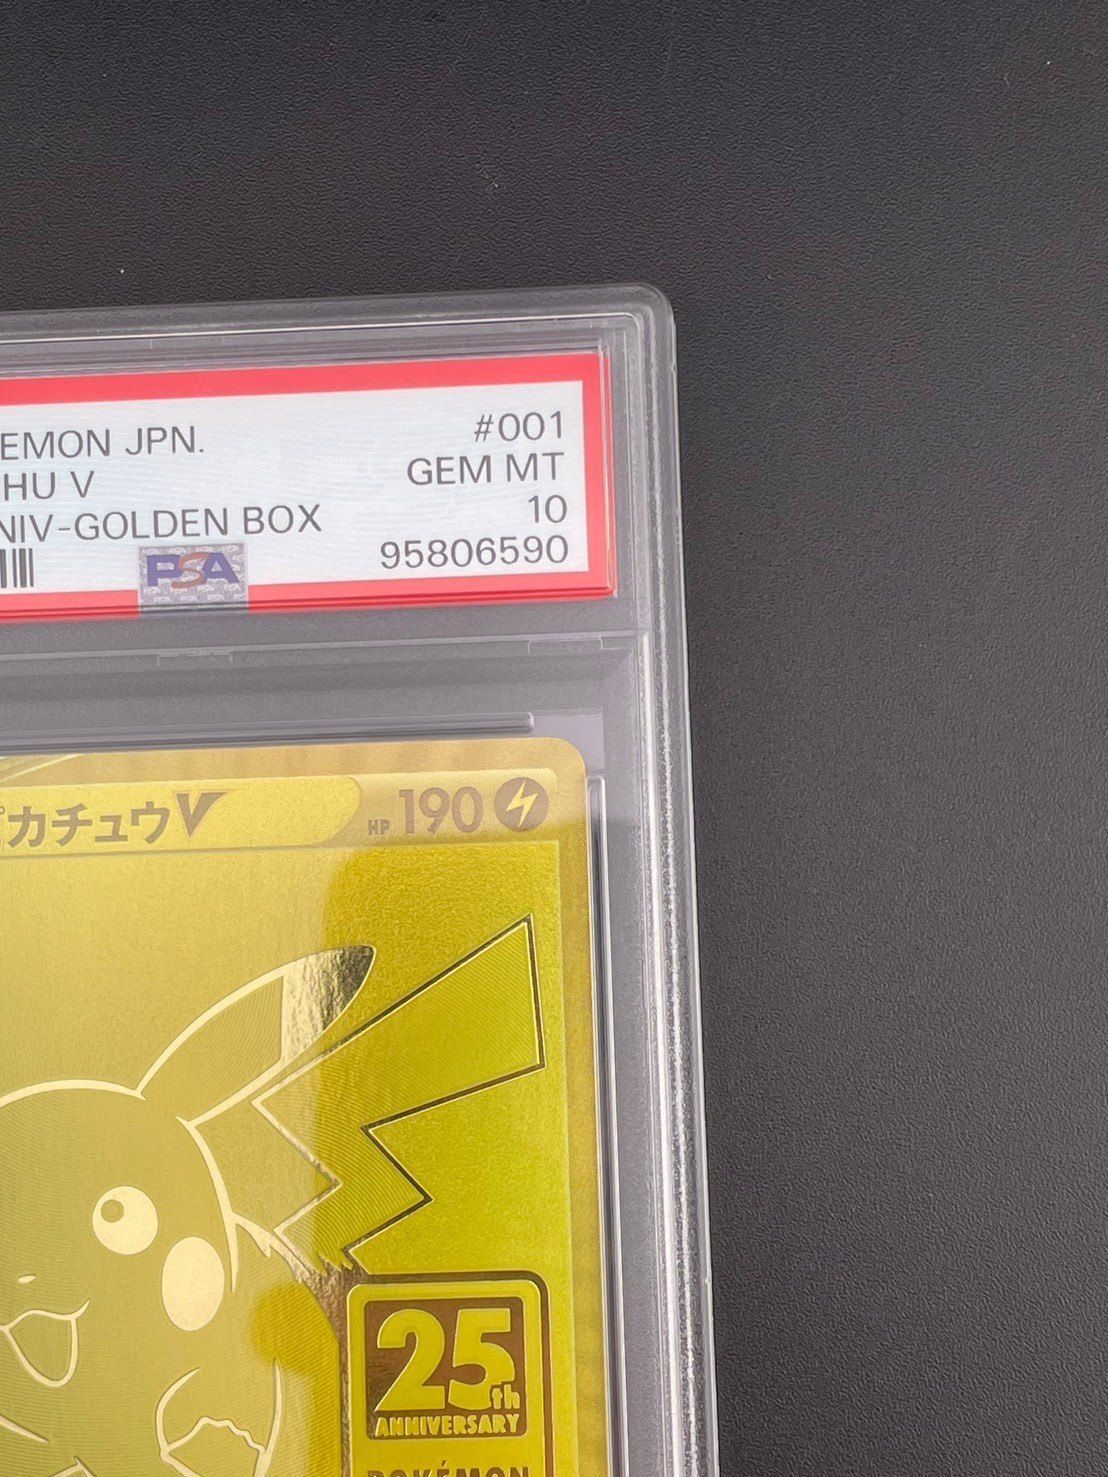 EMON JPN. #001
HU V GEM MT
NIV-GOLDEN BOX 10
PSA 95806590
カチュウV HP 190
25th
ANNIVERSARY
POKÉMON